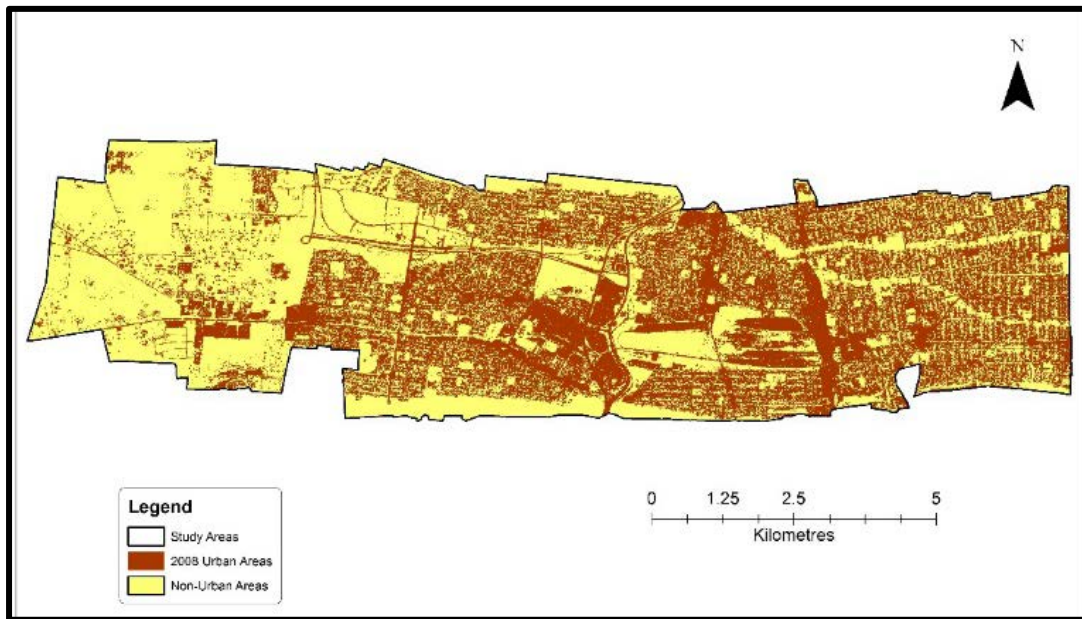 N
0 1.25 2.5 5
Kilometres
Legend
Study Areas
2008 Urban Areas
Non-Urban Areas